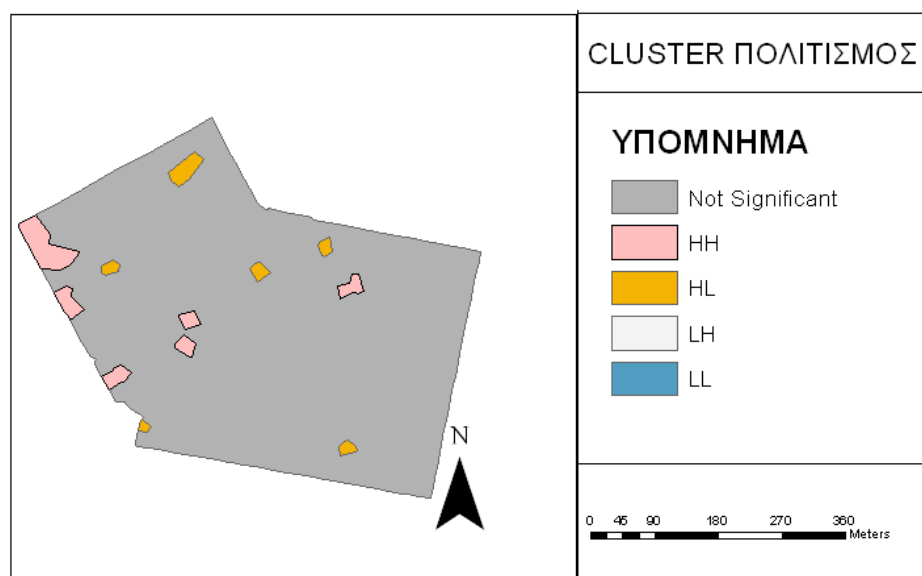 CLUSTER ΠΟΛΙΤΙΣΜΟΣ
ΥΠΟΜΝΗΜΑ
Not Significant
HH
HL
LH
LL
N
0 45 90 180 270 360
Meters